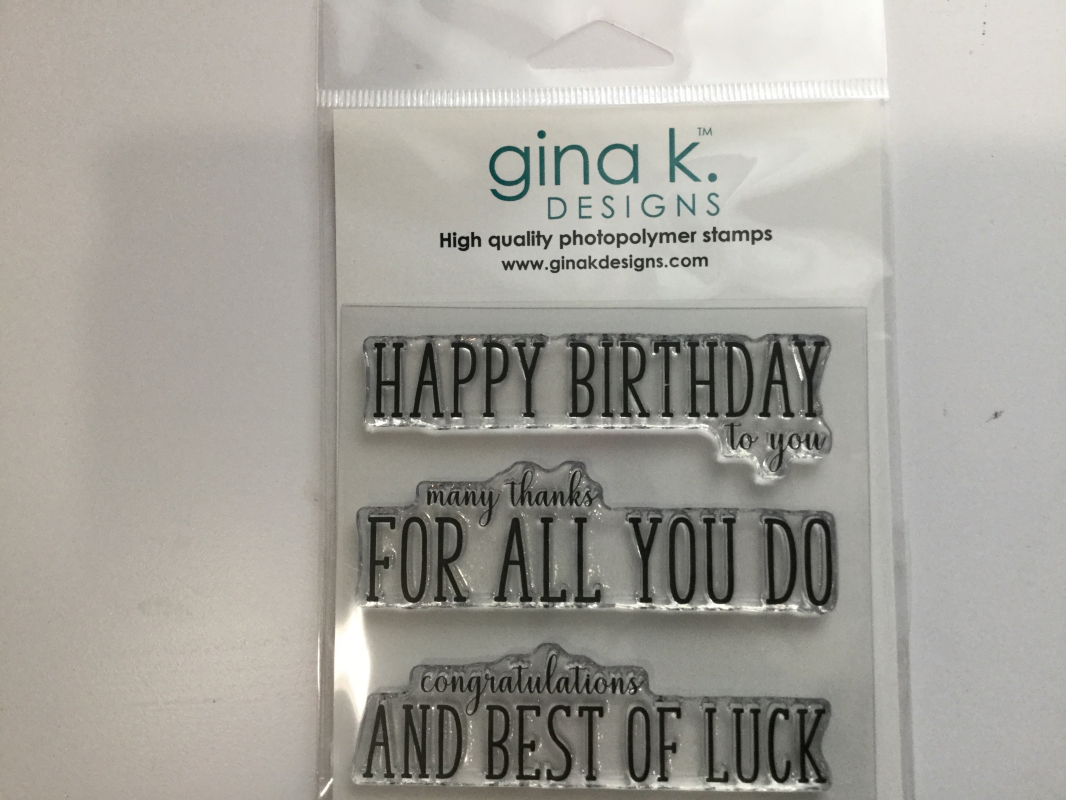 gina k.™
DESIGNS
High quality photopolymer stamps
www.ginakdesigns.com
HAPPY BIRTHDAY
to you
many thanks
FOR ALL YOU DO
congratulations
AND BEST OF LUCK